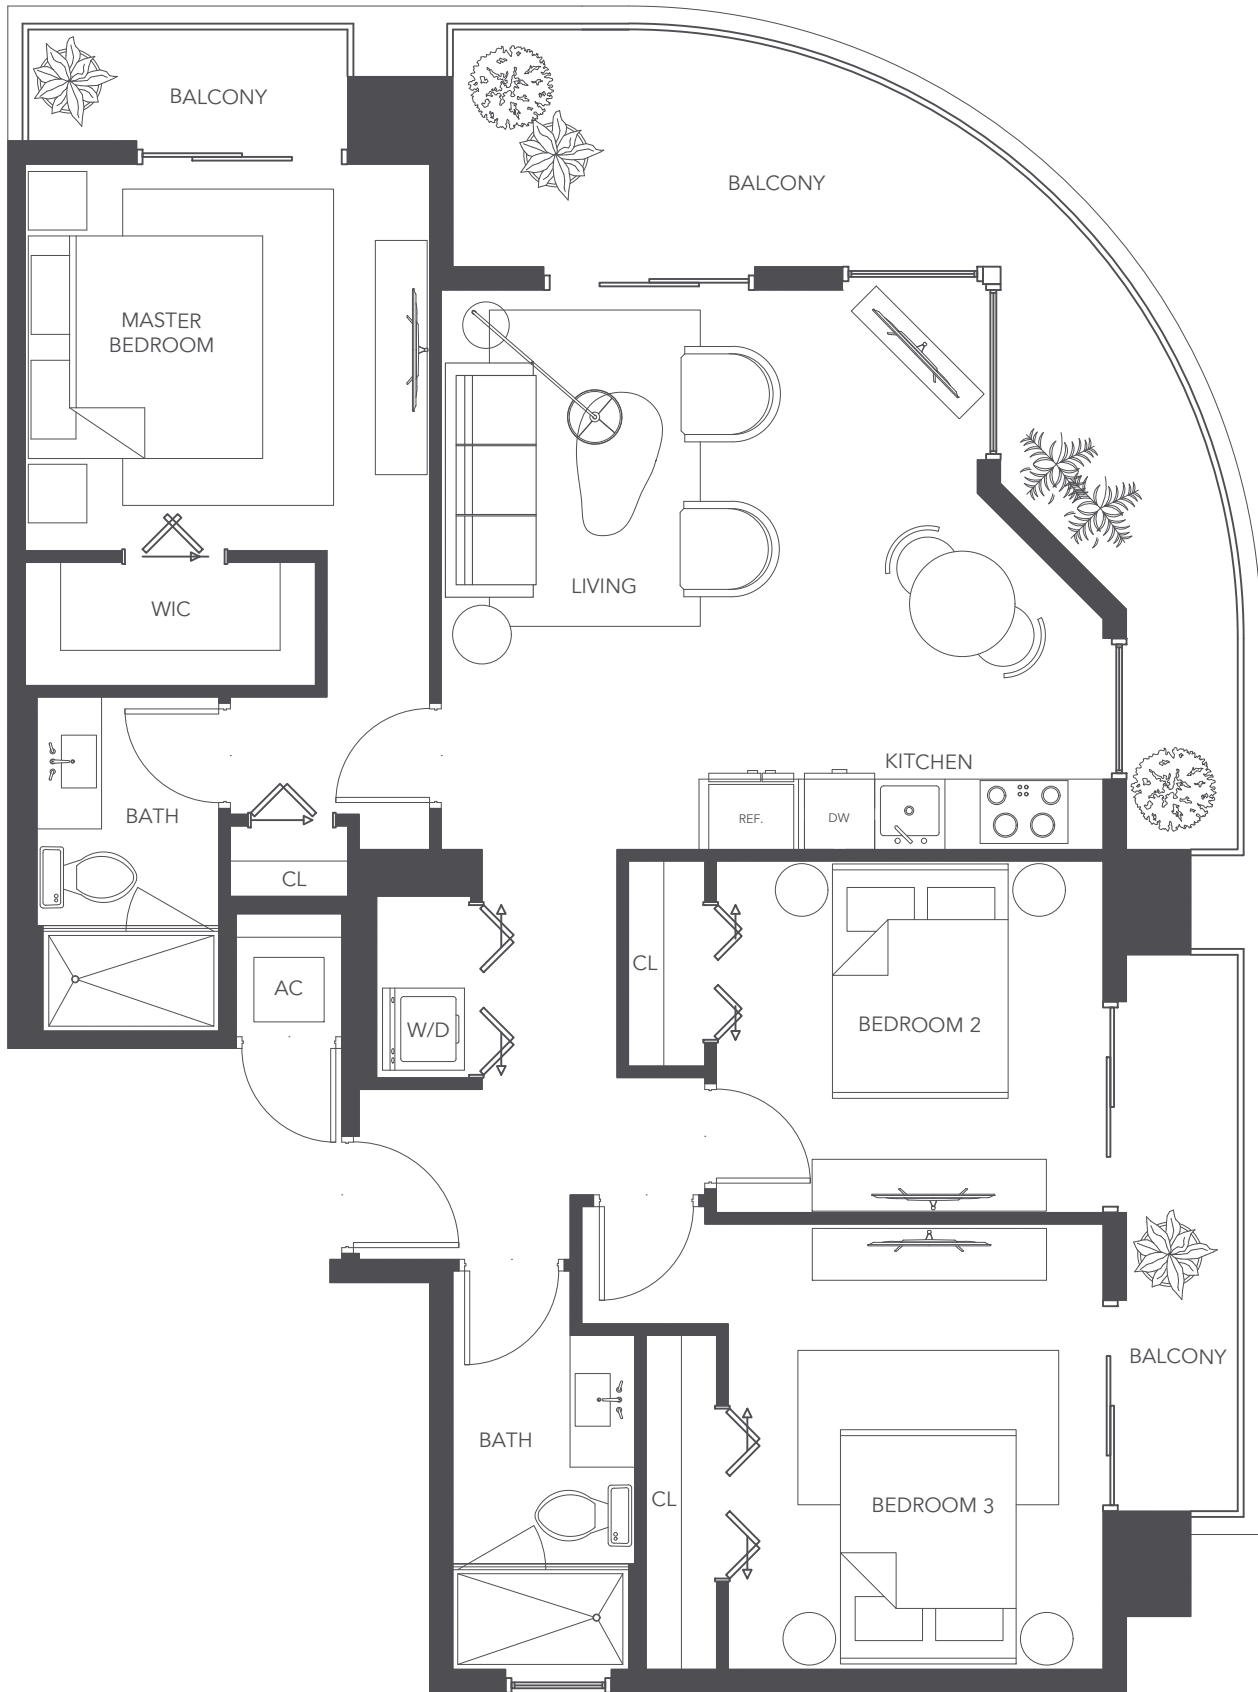 BALCONY
BALCONY
MASTER
BEDROOM
LIVING
WIC
KITCHEN
BATH
REF.
DW
CL
CL
AC
W/D
BEDROOM 2
BALCONY
BATH
CL
BEDROOM 3